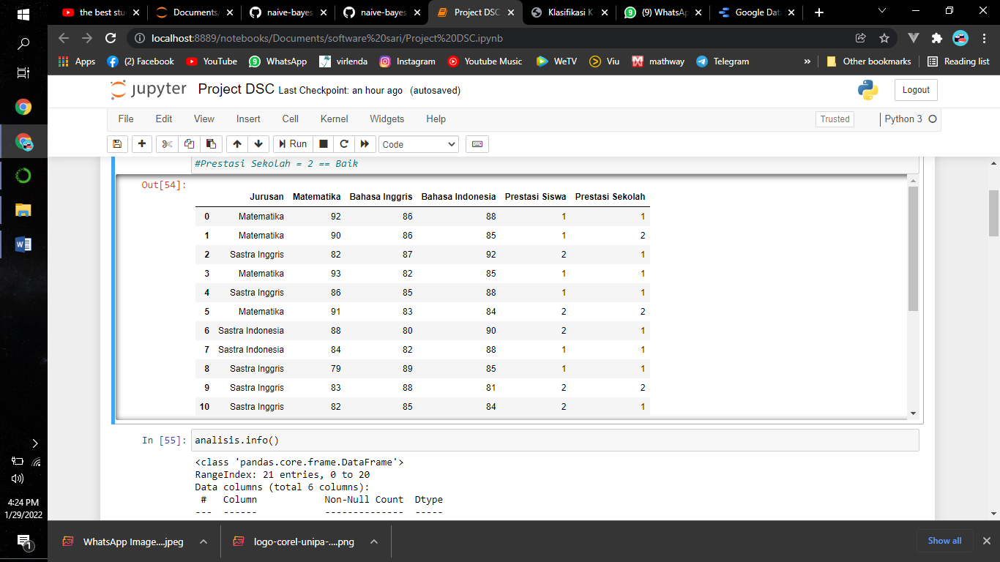 the best stu
Documents/
naive-bayes
naive-bayes
Project DSC
Klasifikasi K
(9) WhatsAp
Google Dat
localhost:8889/notebooks/Documents/software%20sari/Project%20DSC.ipynb
Apps
(2) Facebook
YouTube
WhatsApp
virlenda
Instagram
Youtube Music
WeTV
Viu
mathway
Telegram
»
Other bookmarks
Reading list
jupyter Project DSC Last Checkpoint: an hour ago (autosaved)
Logout
File Edit View Insert Cell Kernel Widgets Help
Trusted
Python 3
Run
Code
#Prestasi Sekolah = 2 == Baik
Out[54]:
Jurusan Matematika Bahasa Inggris Bahasa Indonesia Prestasi Siswa Prestasi Sekolah
0 Matematika 92 86 88 1 1
1 Matematika 90 86 85 1 2
2 Sastra Inggris 82 87 92 2 1
3 Matematika 93 82 85 1 1
4 Sastra Inggris 86 85 88 1 1
5 Matematika 91 83 84 2 2
6 Sastra Indonesia 88 80 90 2 1
7 Sastra Indonesia 84 82 88 1 1
8 Sastra Inggris 79 89 85 1 1
9 Sastra Inggris 83 88 81 2 2
10 Sastra Inggris 82 85 84 2 1
In [55]: analisis.info()
<class 'pandas.core.frame.DataFrame'>
RangeIndex: 21 entries, 0 to 20
Data columns (total 6 columns):
# Column Non-Null Count Dtype
--- ------ -------------- -----
4:24 PM
1/29/2022
1
WhatsApp Image....jpeg
logo-corel-unipa-....png
Show all